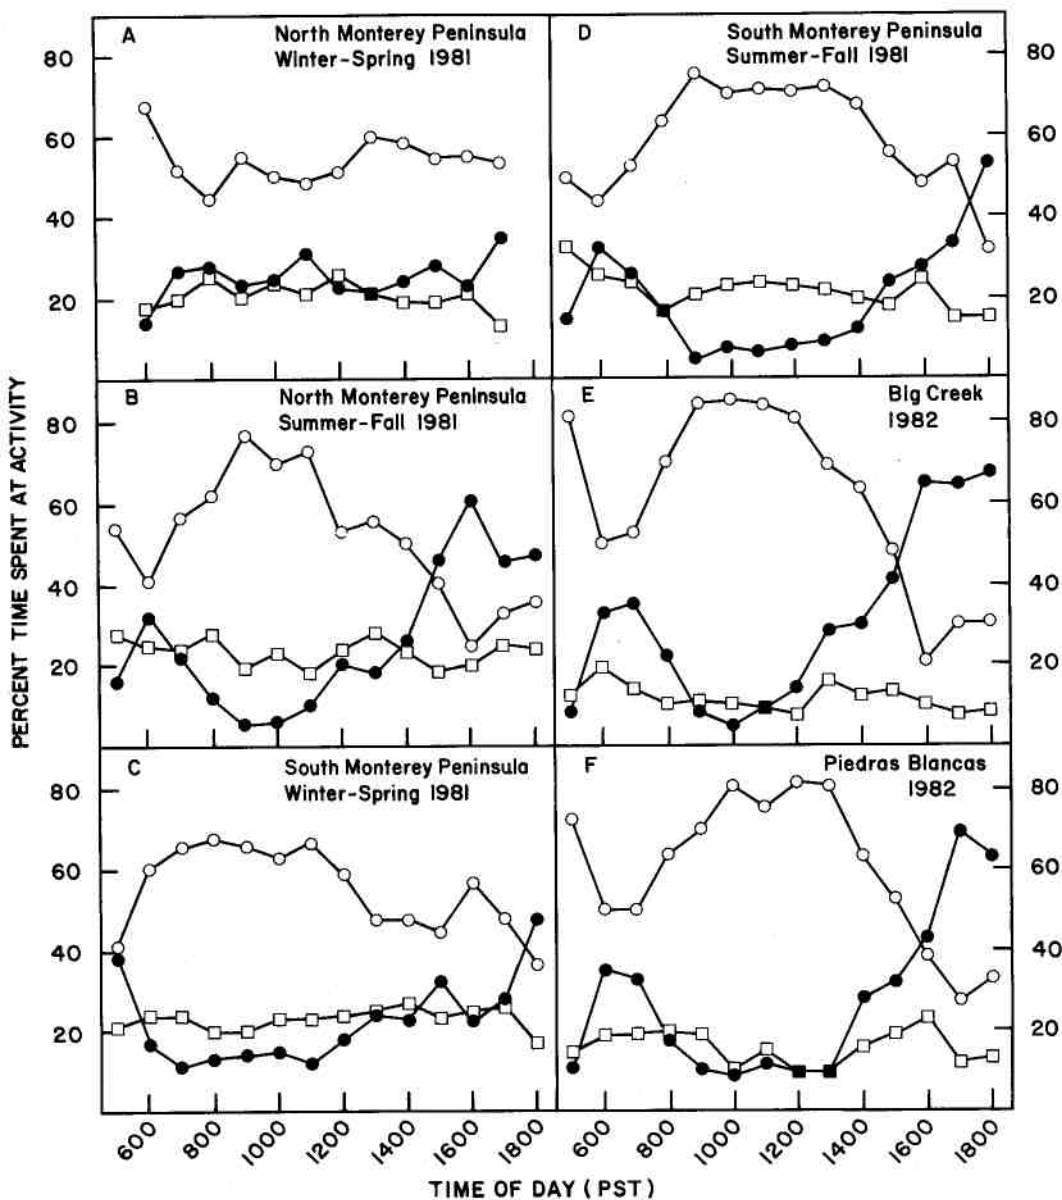 A
North Monterey Peninsula
Winter-Spring 1981
80
60
40
20
D
South Monterey Peninsula
Summer-Fall 1981
80
60
40
20
B
North Monterey Peninsula
Summer-Fall 1981
80
60
40
20
E
Big Creek
1982
80
60
40
20
C
South Monterey Peninsula
Winter-Spring 1981
80
60
40
20
F
Piedras Blancas
1982
80
60
40
20
PERCENT TIME SPENT AT ACTIVITY
600 800 1000 1200 1400 1600 1800
600 800 1000 1200 1400 1600 1800
TIME OF DAY (PST)